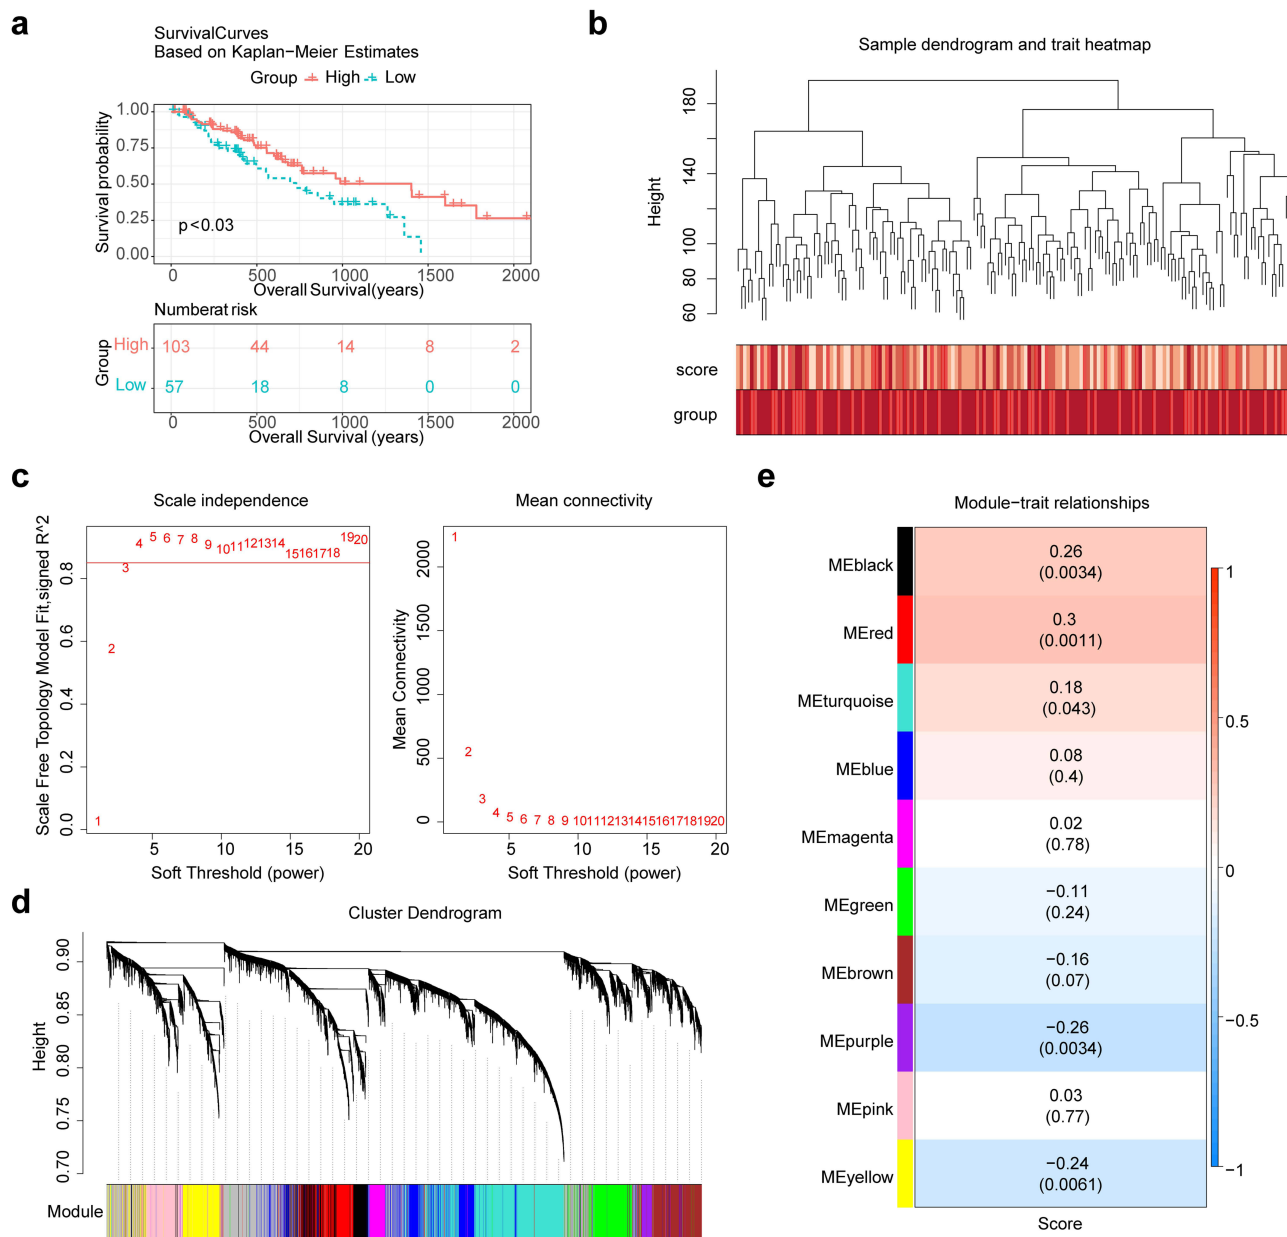 a
SurvivalCurves
Based on Kaplan−Meier Estimates
Group High Low
Survival probability
1.00
0.75
0.50
0.25
0.00
p<0.03
0 500 1000 1500 2000
Overall Survival(years)
Numberat risk
Group
High 103 44 14 8 2
Low 57 18 8 0 0
0 500 1000 1500 2000
Overall Survival (years)
b
Sample dendrogram and trait heatmap
Height
180
140
100
80
60
score
group
c
Scale independence
Scale Free Topology Model Fit,signed R^2
0.8
0.6
0.4
0.2
0.0
1 2 3 4 5 6 7 8 9 10 11 12 13 14 15 16 17 18 19 20
5 10 15 20
Soft Threshold (power)
Mean connectivity
Mean Connectivity
2000
1500
1000
500
0
1 2 3 4 5 6 7 8 9 10 11 12 13 14 15 16 17 18 19 20
5 10 15 20
Soft Threshold (power)
d
Cluster Dendrogram
Height
0.90
0.85
0.80
0.75
0.70
Module
e
Module−trait relationships
MEblack
0.26
(0.0034)
MEred
0.3
(0.0011)
MEturquoise
0.18
(0.043)
MEblue
0.08
(0.4)
MEmagenta
0.02
(0.78)
MEgreen
−0.11
(0.24)
MEbrown
−0.16
(0.07)
MEpurple
−0.26
(0.0034)
MEpink
0.03
(0.77)
MEyellow
−0.24
(0.0061)
Score
1
0.5
0
−0.5
−1